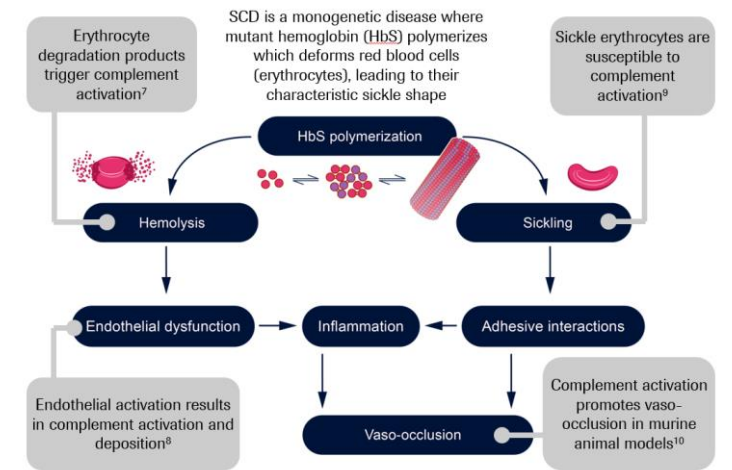 SCD is a monogenetic disease where
mutant hemoglobin (HbS) polymerizes
which deforms red blood cells
(erythrocytes), leading to their
characteristic sickle shape
Erythrocyte
degradation products
trigger complement
activation⁷
Sickle erythrocytes are
susceptible to
complement
activation⁹
HbS polymerization
Hemolysis
Sickling
Endothelial dysfunction
Inflammation
Adhesive interactions
Endothelial activation results
in complement activation and
deposition⁸
Vaso-occlusion
Complement activation
promotes vaso-
occlusion in murine
animal models¹⁰